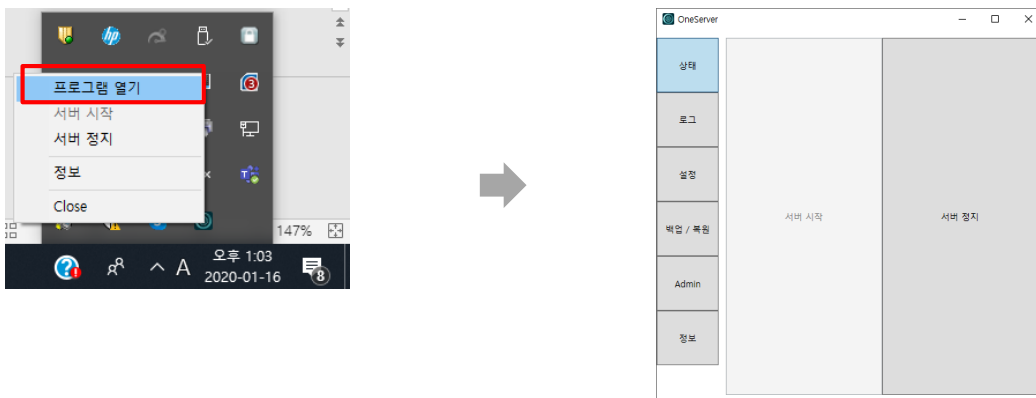 hp
3
프로그램 열기
서버 시작
서버 정지
정보
Close
147%
A
오후 1:03
2020-01-16
8
OneServer
상태
로그
설정
백업 / 복원
Admin
정보
서버 시작
서버 정지